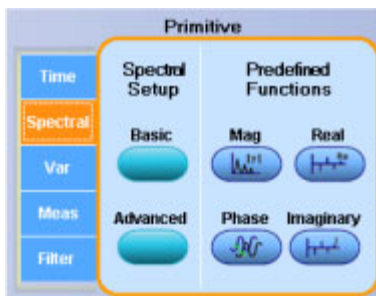 Primitive
Time
Spectral
Var
Meas
Filter
Spectral
Setup
Basic
Advanced
Predefined
Functions
Mag
Real
Phase
Imaginary